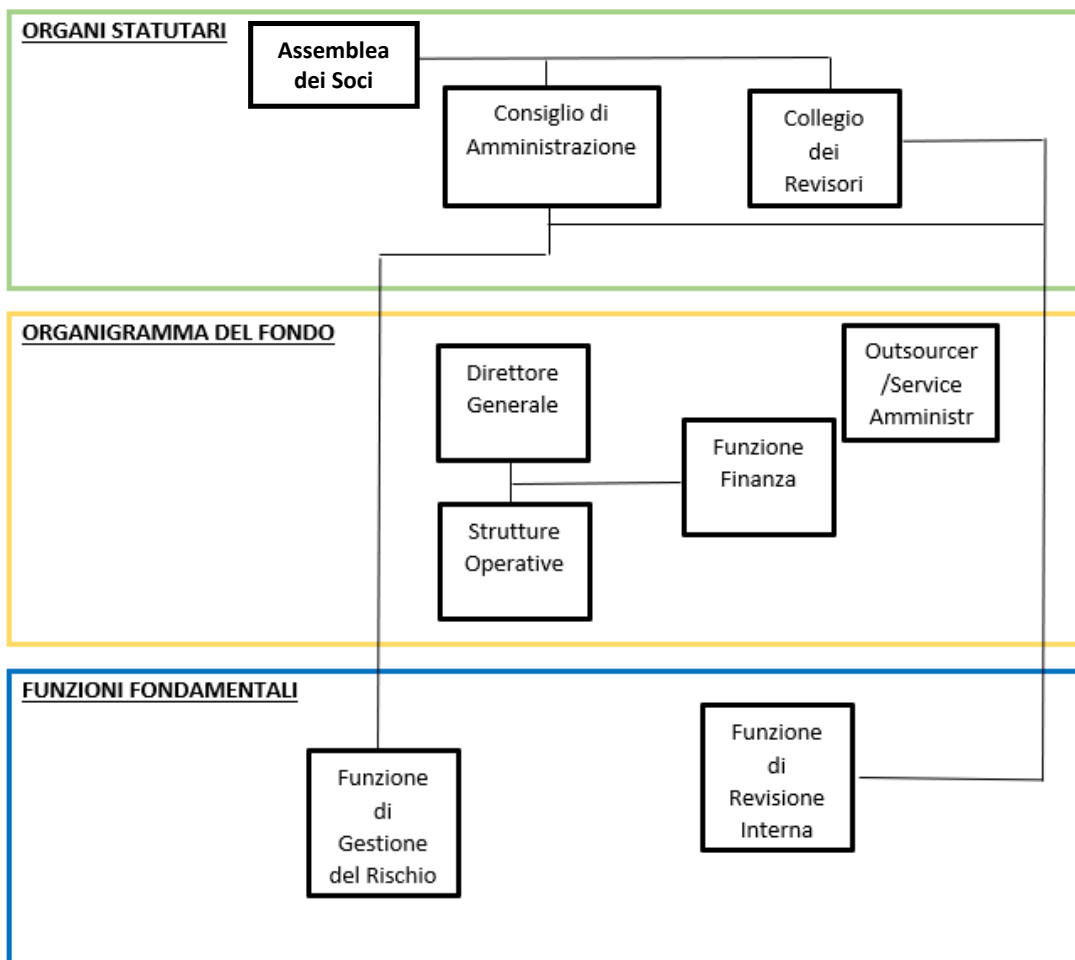 ORGANI STATUTARI
Assemblea
dei Soci
Consiglio di
Amministrazione
Collegio
dei
Revisori
ORGANIGRAMMA DEL FONDO
Direttore
Generale
Outsourcer
/Service
Amministr
Funzione
Finanza
Strutture
Operative
FUNZIONI FONDAMENTALI
Funzione
di
Gestione
del Rischio
Funzione
di
Revisione
Interna